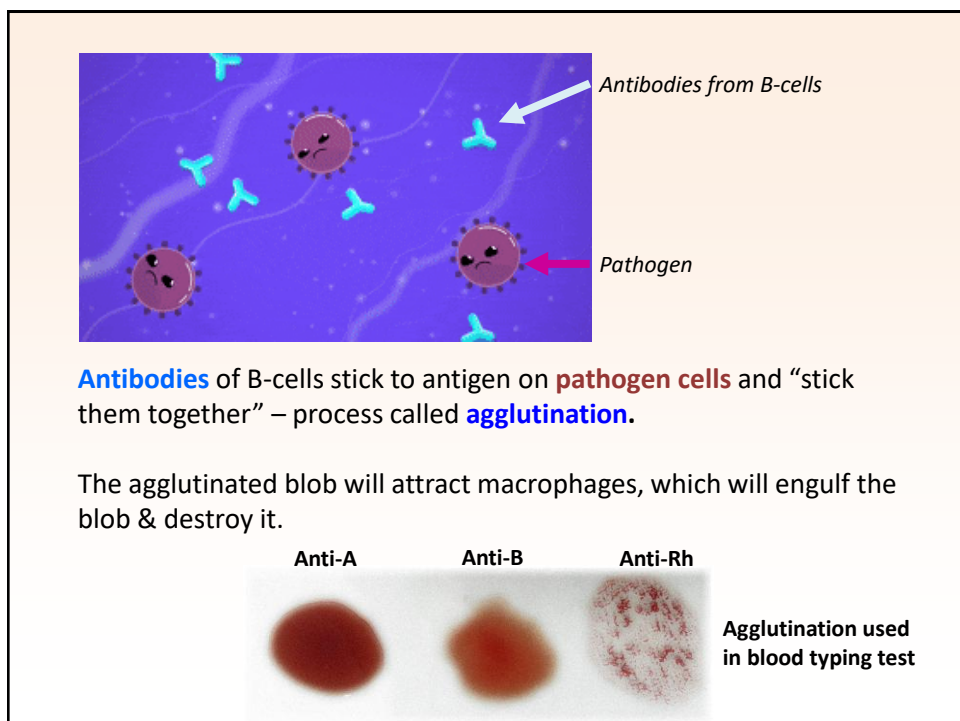 Antibodies from B-cells
Pathogen
Antibodies of B-cells stick to antigen on pathogen cells and “stick
them together” – process called agglutination.
The agglutinated blob will attract macrophages, which will engulf the
blob & destroy it.
Anti-A Anti-B Anti-Rh
Agglutination used
in blood typing test